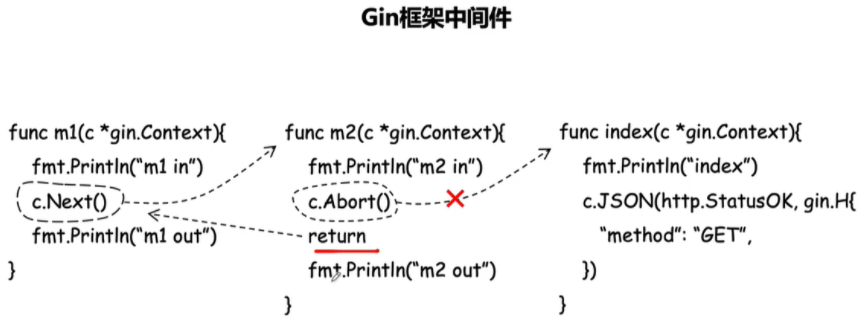 Gin框架中间件
func m1(c *gin.Context){
fmt.Println("m1 in")
c.Next()
fmt.Println("m1 out")
}
func m2(c *gin.Context){
fmt.Println("m2 in")
c.Abort()
return
fmt.Println("m2 out")
}
func index(c *gin.Context){
fmt.Println("index")
c.JSON(http.StatusOK, gin.H{
"method": "GET",
})
}